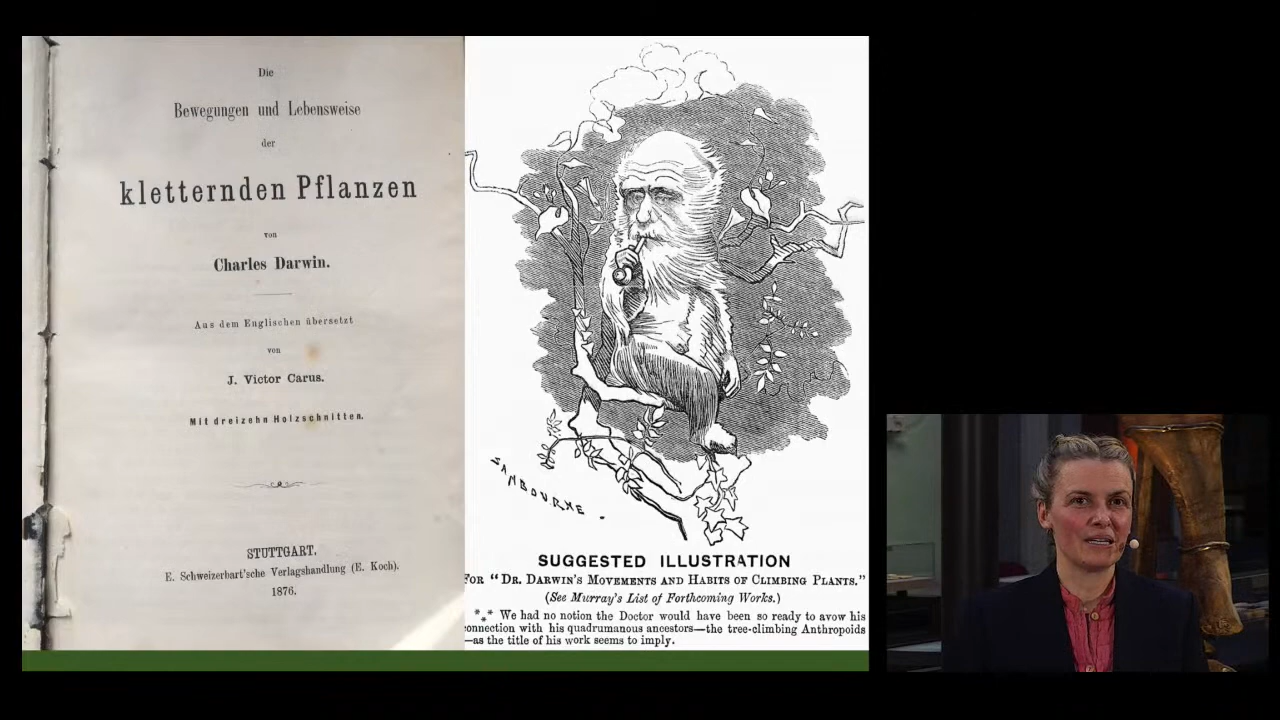 Die
Bewegungen und Lebensweise
der
kletternden Pflanzen
von
Charles Darwin.
Aus dem Englischen übersetzt
von
J. Victor Carus.
Mit dreizehn Holzschnitten.
STUTTGART.
E. Schweizerbart'sche Verlagshandlung (E. Koch).
1876.
SAMBOURNE.
SUGGESTED ILLUSTRATION
FOR "DR. DARWIN'S MOVEMENTS AND HABITS OF CLIMBING PLANTS."
(See Murray's List of Forthcoming Works.)
*⁎* We had no notion the Doctor would have been so ready to avow his
connection with his quadrumanous ancestors—the tree-climbing Anthropoids
—as the title of his work seems to imply.